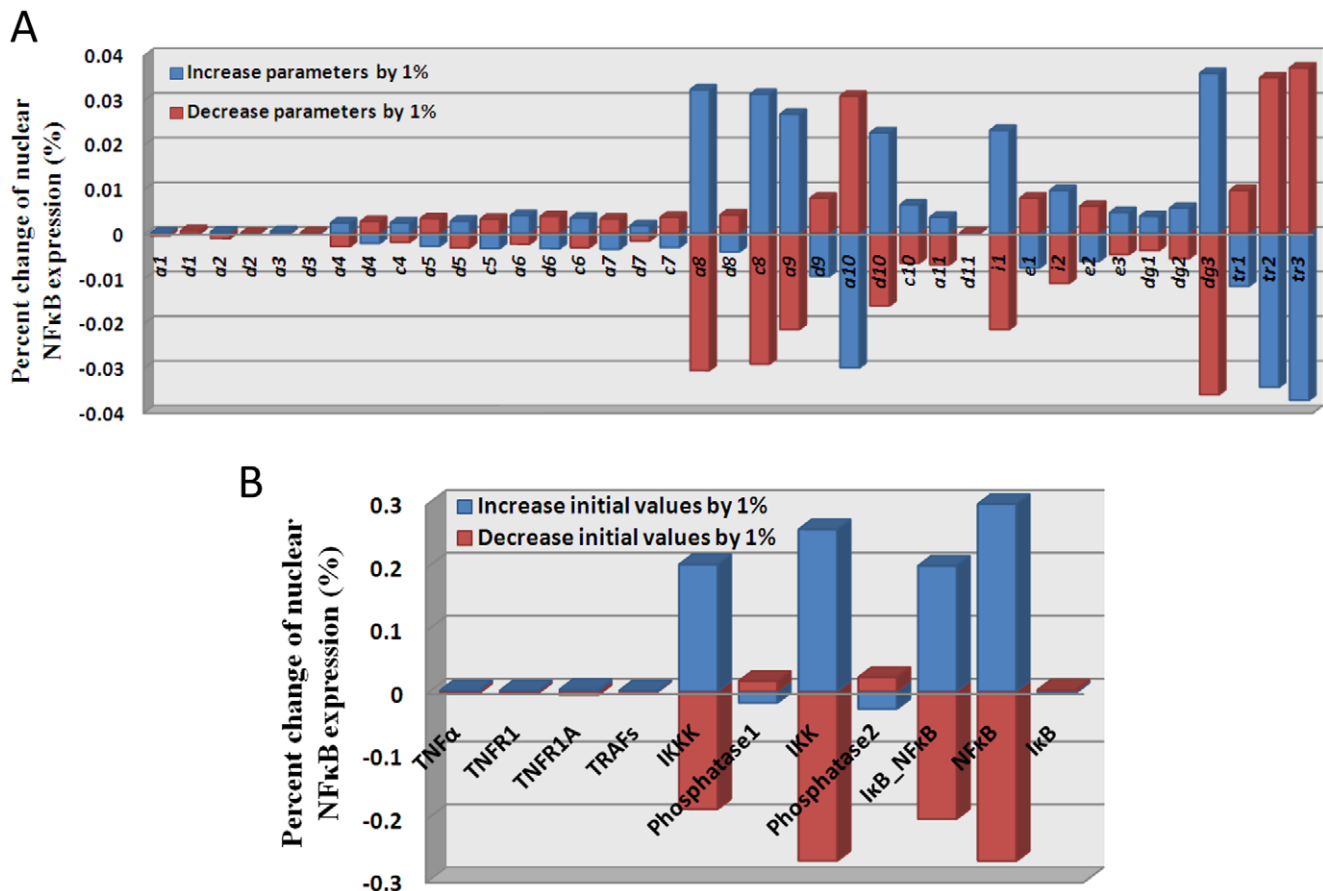 A
Percent change of nuclear
NFκB expression (%)
0.04
0.03
0.02
0.01
0
-0.01
-0.02
-0.03
-0.04
Increase parameters by 1%
Decrease parameters by 1%
a1
d1
a2
d2
a3
d3
a4
d4
c4
a5
d5
c5
a6
d6
c6
a7
d7
c7
a8
d8
c8
a9
d9
a10
d10
c10
a11
d11
i1
e1
i2
e2
e3
dg1
dg2
dg3
tr1
tr2
tr3
B
Percent change of nuclear
NFκB expression (%)
0.3
0.2
0.1
0
-0.1
-0.2
-0.3
Increase initial values by 1%
Decrease initial values by 1%
TNFα
TNFR1
TNFR1A
TRAFs
IKKK
Phosphatase1
IKK
Phosphatase2
IκB_NFκB
NFκB
IκB